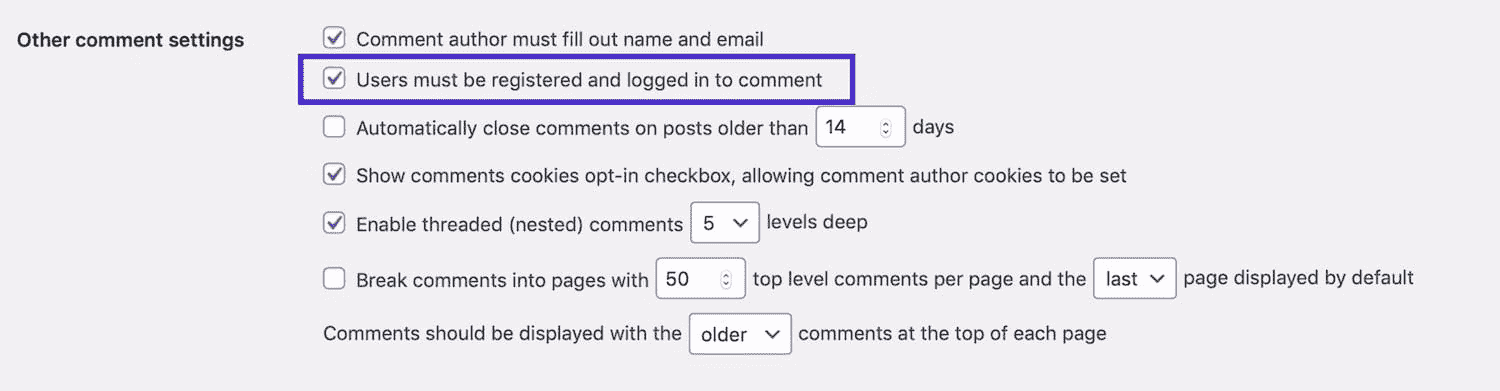 Other comment settings
Comment author must fill out name and email
Users must be registered and logged in to comment
Automatically close comments on posts older than 14 days
Show comments cookies opt-in checkbox, allowing comment author cookies to be set
Enable threaded (nested) comments 5 levels deep
Break comments into pages with 50 top level comments per page and the last page displayed by default
Comments should be displayed with the older comments at the top of each page